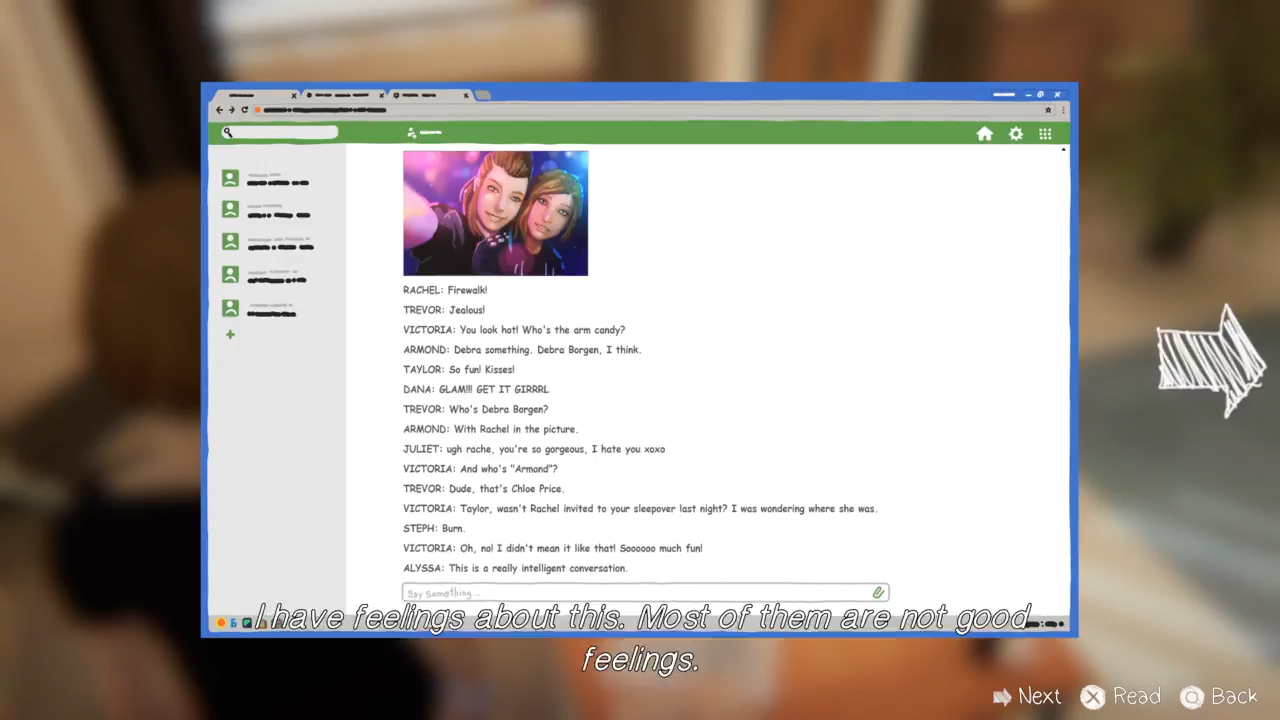 RACHEL: Firewalk!
TREVOR: Jealous!
VICTORIA: You look hot! Who's the arm candy?
ARMOND: Debra something. Debra Borgen, I think.
TAYLOR: So fun! Kisses!
DANA: GLAM!!! GET IT GIRRRL
TREVOR: Who's Debra Borgen?
ARMOND: With Rachel in the picture.
JULIET: ugh rache, you're so gorgeous, I hate you xoxo
VICTORIA: And who's "Armond"?
TREVOR: Dude, that's Chloe Price.
VICTORIA: Taylor, wasn't Rachel invited to your sleepover last night? I was wondering where she was.
STEPH: Burn.
VICTORIA: Oh, no! I didn't mean it like that! Soooooo much fun!
ALYSSA: This is a really intelligent conversation.
Say Something...
I have feelings about this. Most of them are not good
feelings.
Next Read Back